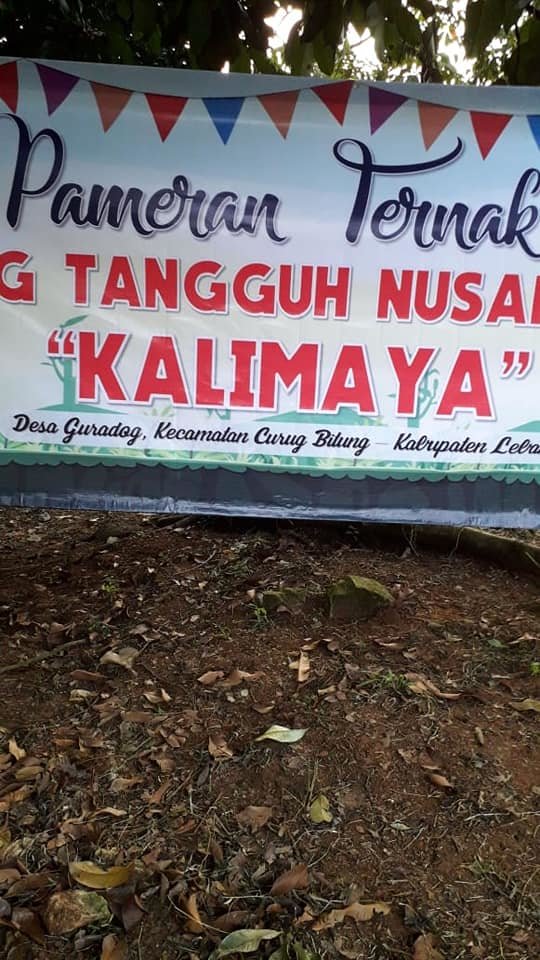 Pameran Ternak
G TANGGUH NUSA
"KALIMAYA"
Desa Guradog, Kecamatan Curug Bitung - Kabupaten Leba